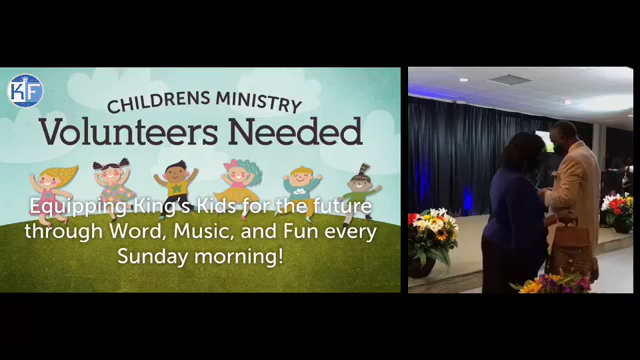 KF
CHILDRENS MINISTRY
Volunteers Needed
Equipping King's Kids for the future
through Word, Music, and Fun every
Sunday morning!